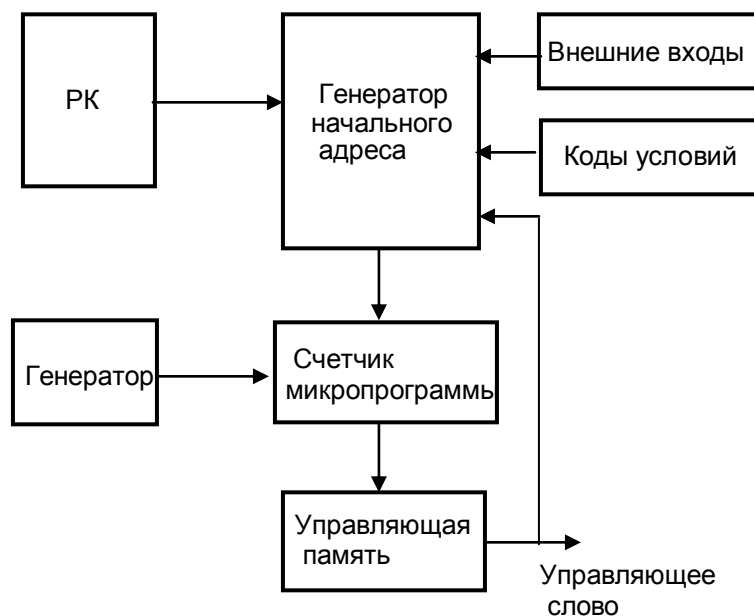 РК
Генератор
начального
адреса
Внешние входы
Коды условий
Генератор
Счетчик
микропрограммы
Управляющая
память
Управляющее
слово